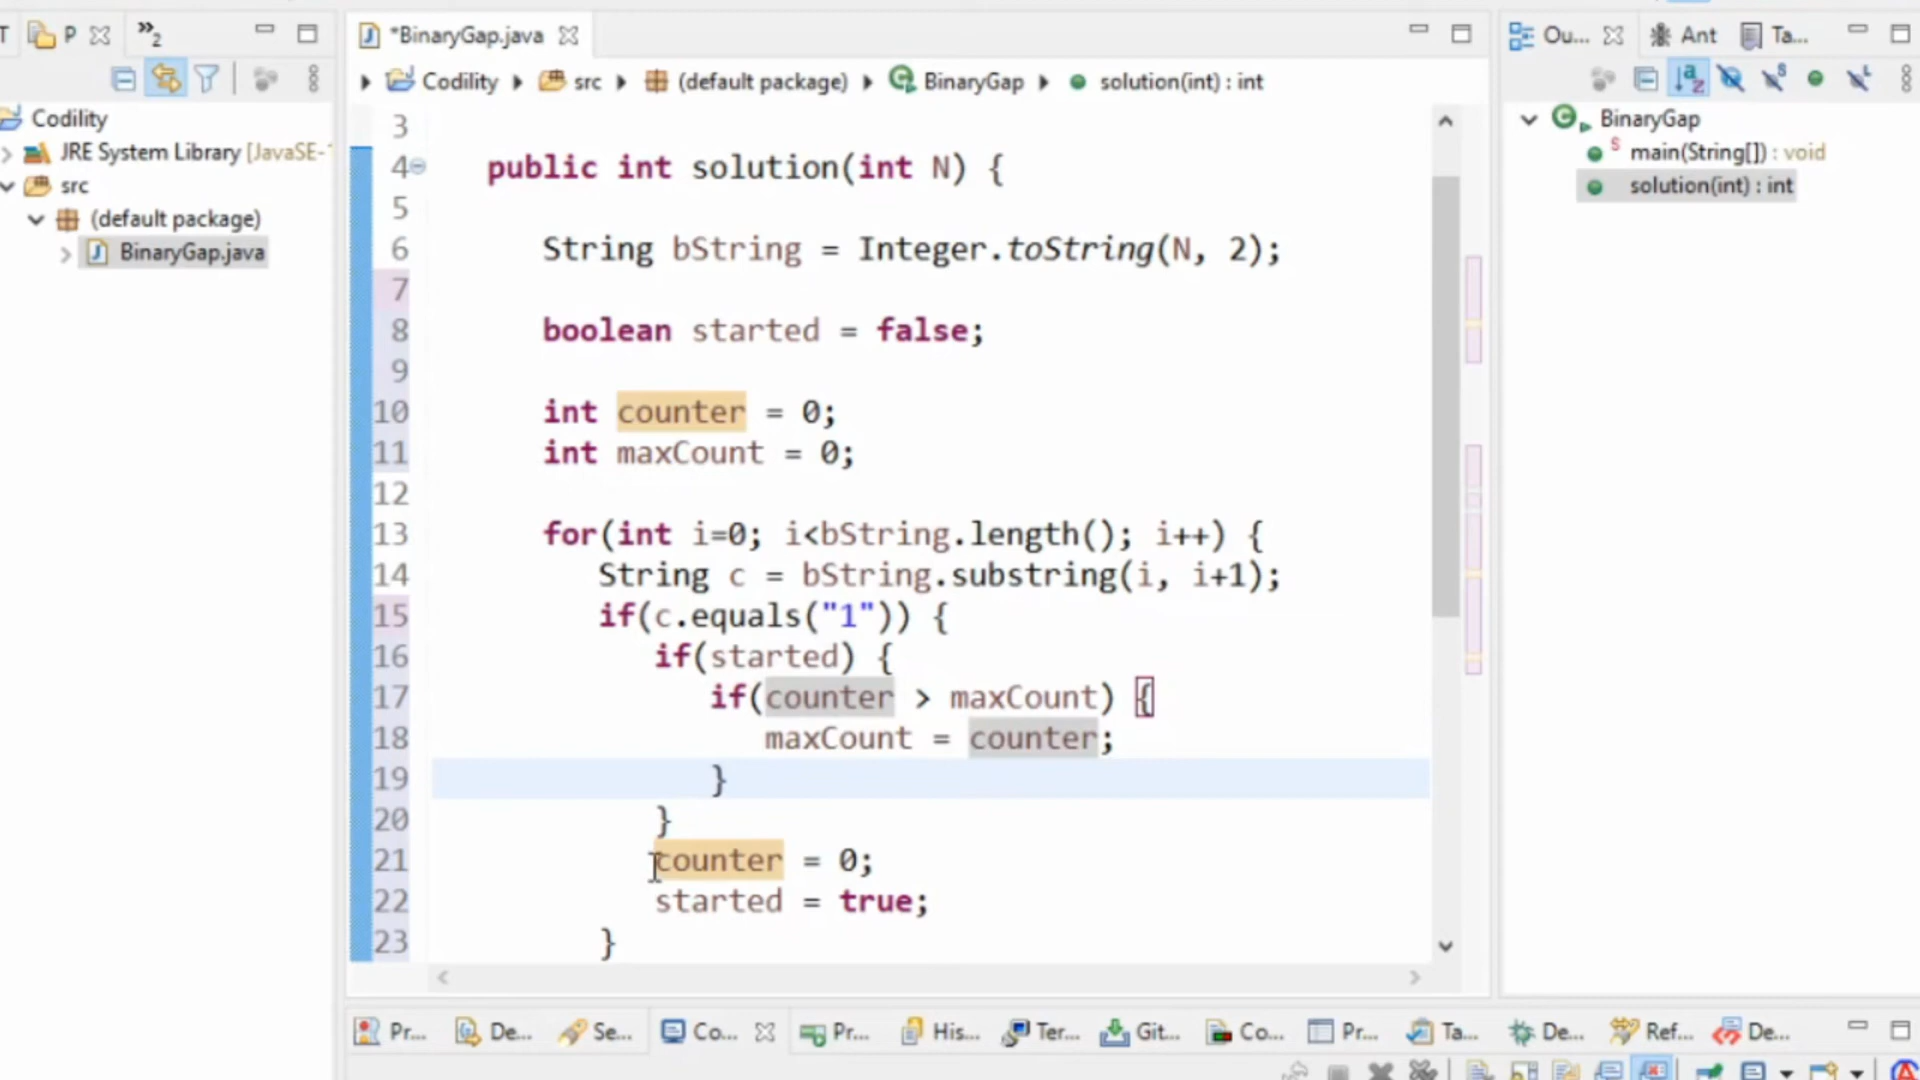 T P 2
Codility
JRE System Library [JavaSE-
src
(default package)
BinaryGap.java
*BinaryGap.java
Codility src (default package) BinaryGap solution(int) : int
3
4 public int solution(int N) {
5
6 String bString = Integer.toString(N, 2);
7
8 boolean started = false;
9
10 int counter = 0;
11 int maxCount = 0;
12
13 for(int i=0; i<bString.length(); i++) {
14 String c = bString.substring(i, i+1);
15 if(c.equals("1")) {
16 if(started) {
17 if(counter > maxCount) {
18 maxCount = counter;
19 }
20 }
21 counter = 0;
22 started = true;
23 }
Ou... Ant Ta...
BinaryGap
main(String[]) : void
solution(int) : int
Pr... De... Se... Co... Pr... His... Ter... Git... Co... Pr... Ta... De... Ref... De...